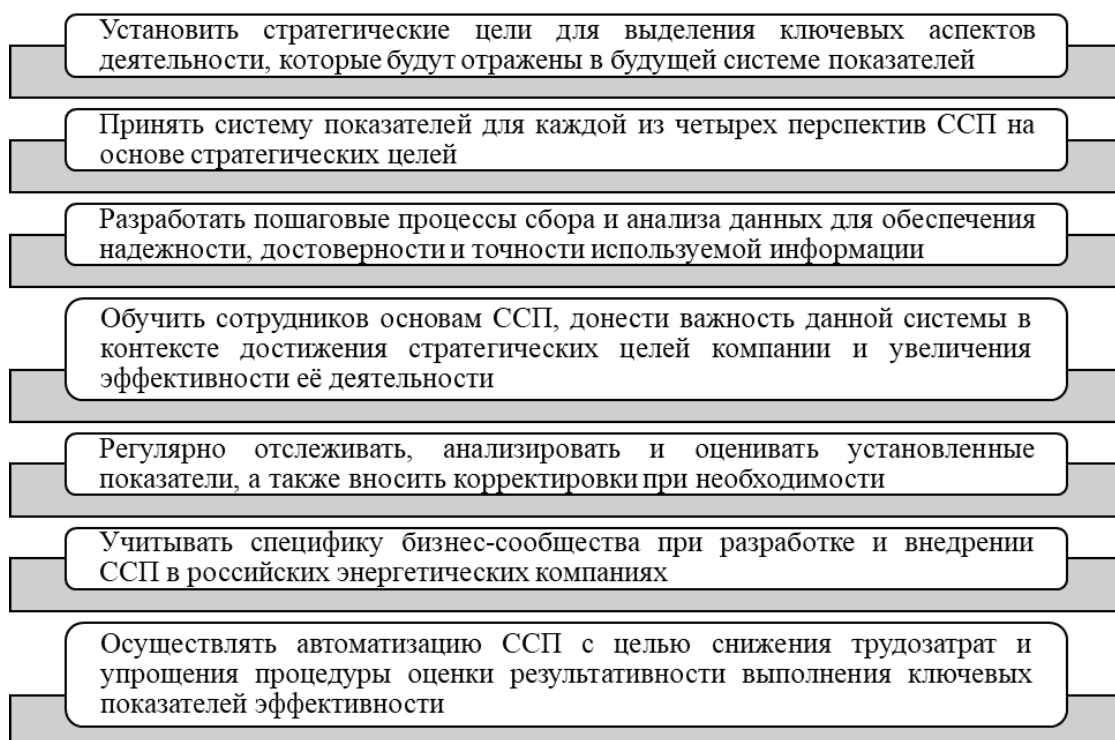 Установить стратегические цели для выделения ключевых аспектов
деятельности, которые будут отражены в будущей системе показателей
Принять систему показателей для каждой из четырех перспектив ССП на
основе стратегических целей
Разработать пошаговые процессы сбора и анализа данных для обеспечения
надежности, достоверности и точности используемой информации
Обучить сотрудников основам ССП, донести важность данной системы в
контексте достижения стратегических целей компании и увеличения
эффективности её деятельности
Регулярно отслеживать, анализировать и оценивать установленные
показатели, а также вносить корректировки при необходимости
Учитывать специфику бизнес-сообщества при разработке и внедрении
ССП в российских энергетических компаниях
Осуществлять автоматизацию ССП с целью снижения трудозатрат и
упрощения процедуры оценки результативности выполнения ключевых
показателей эффективности